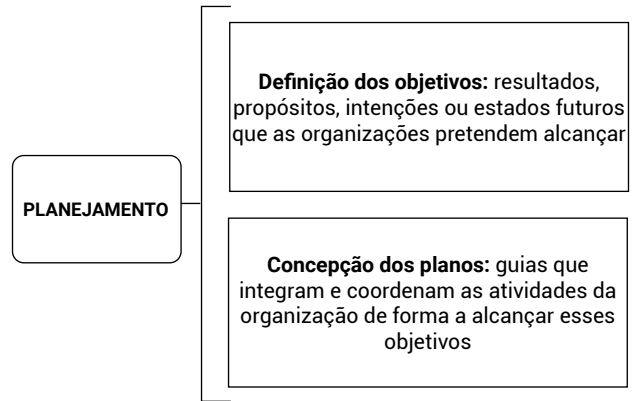 PLANEJAMENTO
Definição dos objetivos: resultados,
propósitos, intenções ou estados futuros
que as organizações pretendem alcançar
Concepção dos planos: guias que
integram e coordenam as atividades da
organização de forma a alcançar esses
objetivos